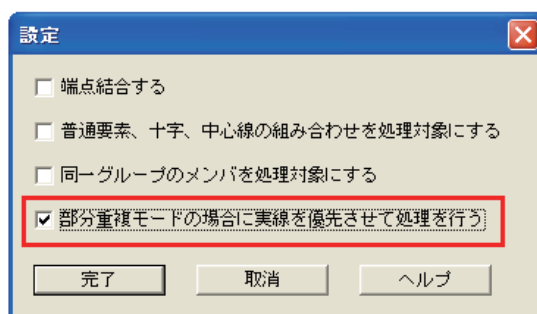 設定
端点結合する
普通要素、十字、中心線の組み合わせを処理対象にする
同一グループのメンバを処理対象にする
部分重複モードの場合に実線を優先させて処理を行う
完了 取消 ヘルプ